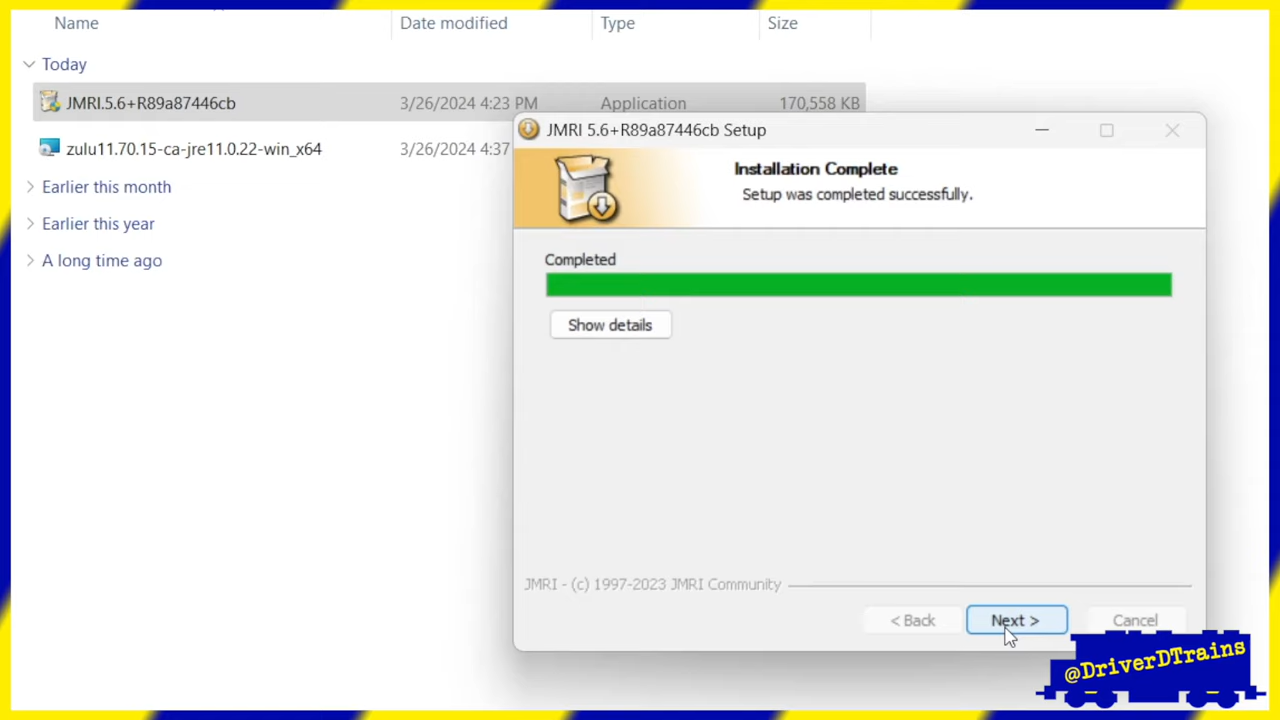 Name Date modified Type Size
Today
JMRI.5.6+R89a87446cb 3/26/2024 4:23 PM Application 170,558 KB
zulu11.70.15-ca-jre11.0.22-win_x64 3/26/2024 4:37
Earlier this month
Earlier this year
A long time ago
JMRI 5.6+R89a87446cb Setup
Installation Complete
Setup was completed successfully.
Completed
Show details
JMRI - (c) 1997-2023 JMRI Community
< Back Next > Cancel
@DriverDTrains